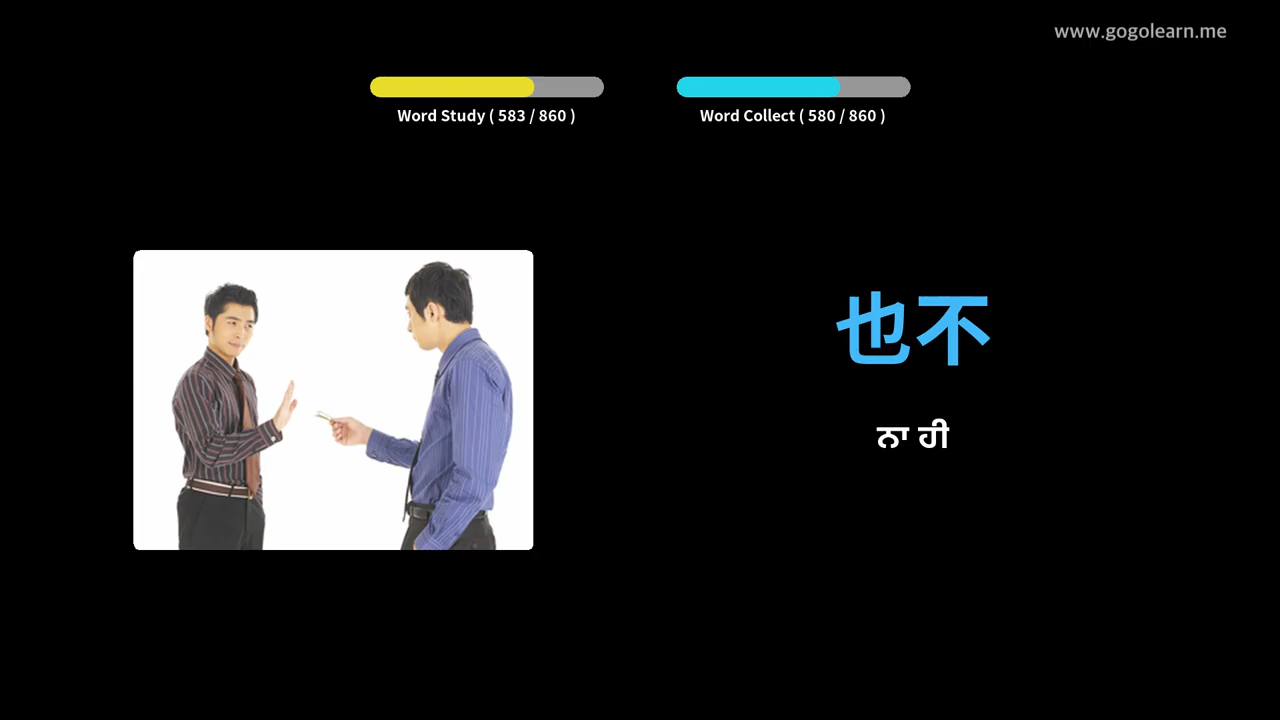 www.gogolearn.me
Word Study ( 583 / 860 )
Word Collect ( 580 / 860 )
也不
ਨਾ ਹੀ